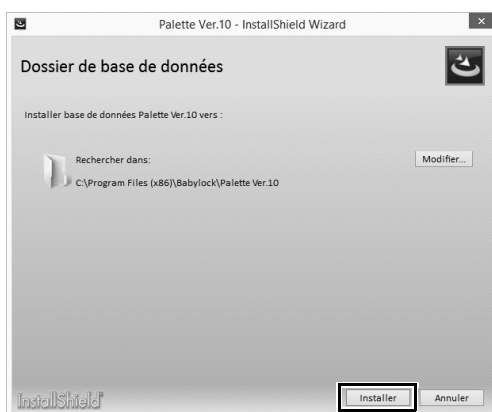 Palette Ver.10 - InstallShield Wizard
Dossier de base de données
Installer base de données Palette Ver.10 vers :
Rechercher dans:
Modifier...
C:\Program Files (x86)\Babylock\Palette Ver.10
InstallShield
Installer
Annuler